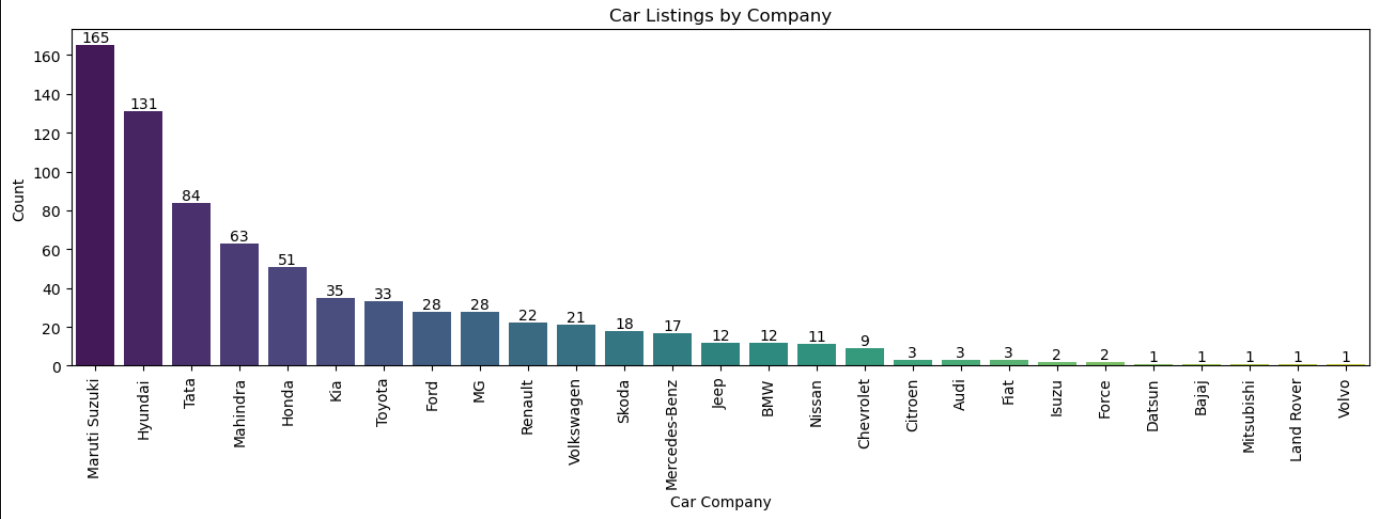 Car Listings by Company
Count
160
140
120
100
80
60
40
20
0
165
131
84
63
51
35
33
28
28
22
21
18
17
12
12
11
9
3
3
3
2
2
1
1
1
1
1
Maruti Suzuki
Hyundai
Tata
Mahindra
Honda
Kia
Toyota
Ford
MG
Renault
Volkswagen
Skoda
Mercedes-Benz
Jeep
BMW
Nissan
Chevrolet
Citroen
Audi
Fiat
Isuzu
Force
Datsun
Bajaj
Mitsubishi
Land Rover
Volvo
Car Company